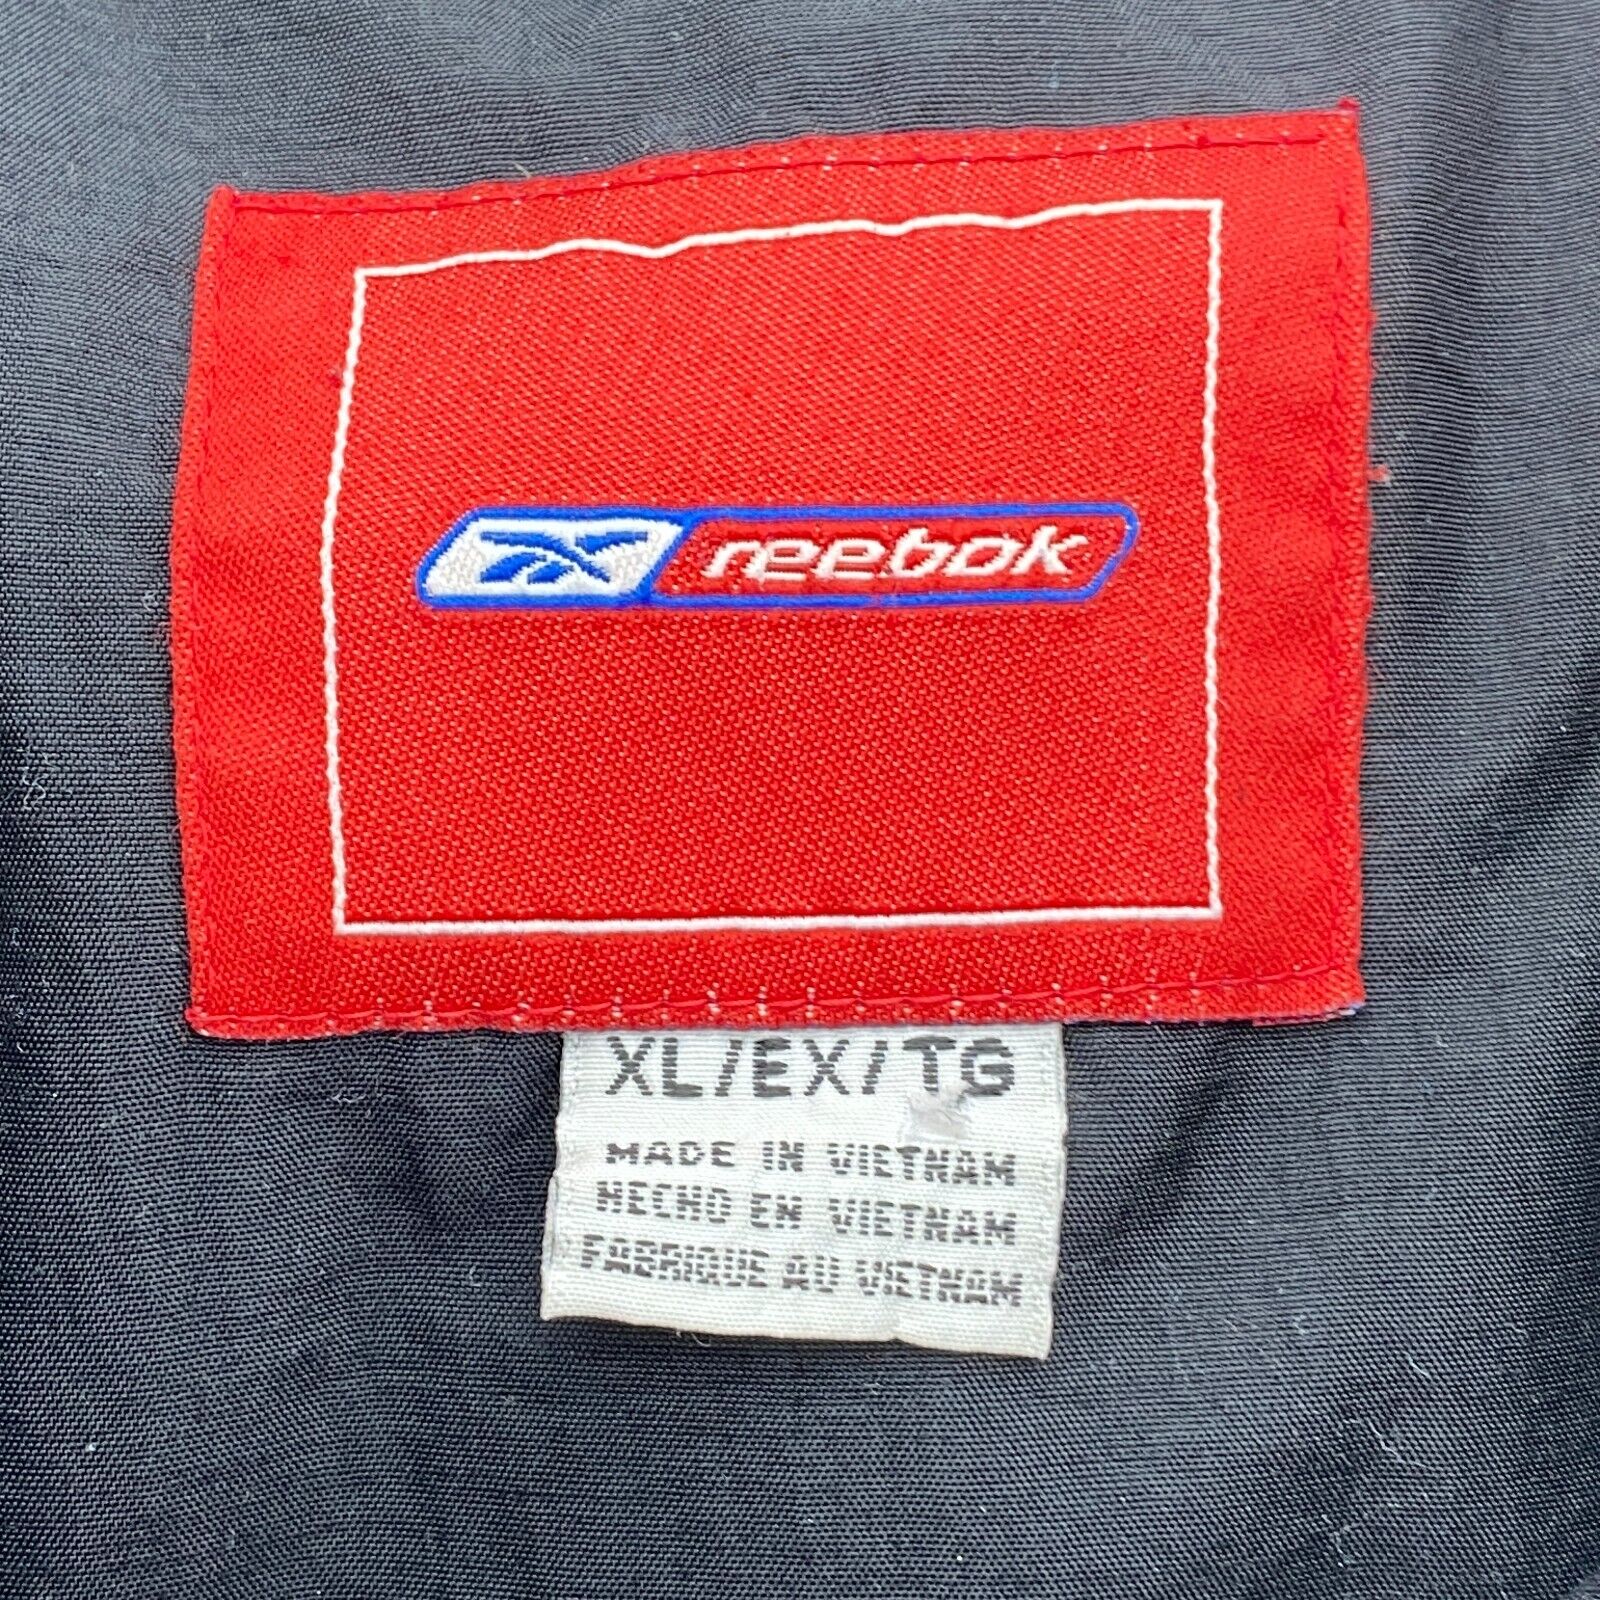 reebok
XL/EX/TG
MADE IN VIETNAM
HECHO EN VIETNAM
FABRIQUE AU VIETNAM